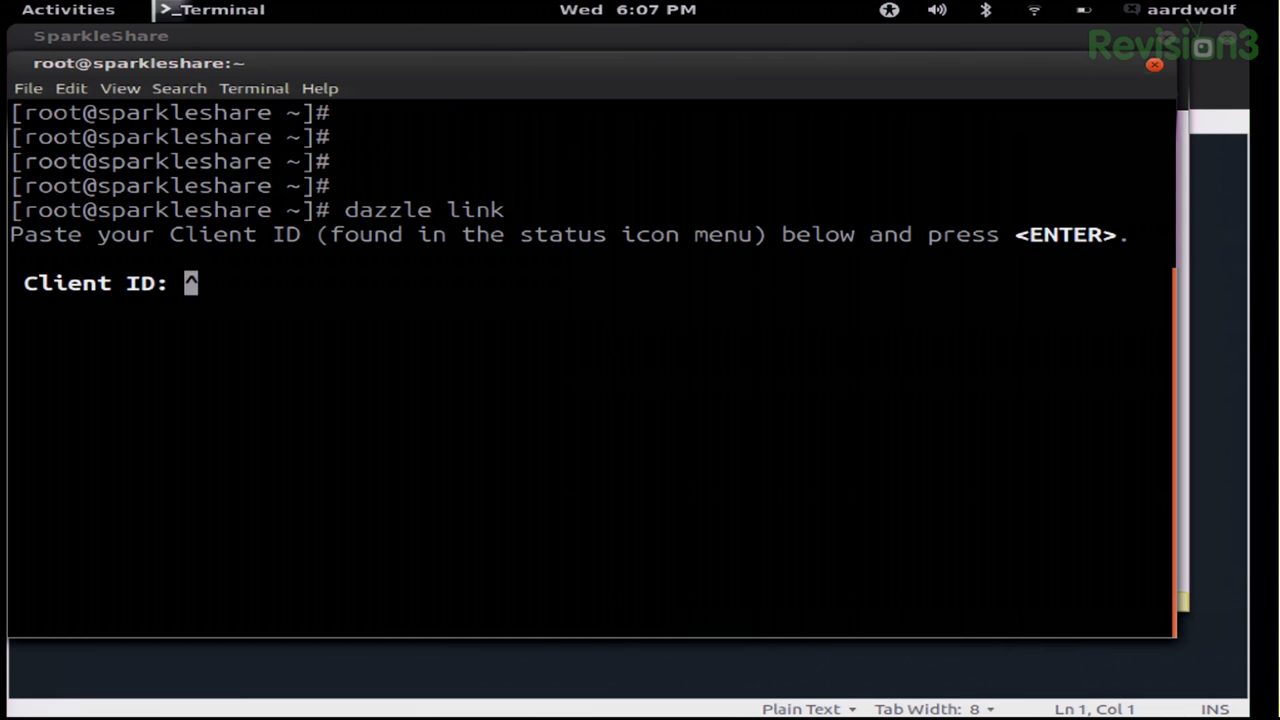 Activities >_Terminal Wed 6:07 PM aardwolf
SparkleShare
Revision3
root@sparkleshare:~
File Edit View Search Terminal Help
[root@sparkleshare ~]#
[root@sparkleshare ~]#
[root@sparkleshare ~]#
[root@sparkleshare ~]#
[root@sparkleshare ~]# dazzle link
Paste your Client ID (found in the status icon menu) below and press <ENTER>.
Client ID: ^
Plain Text Tab Width: 8 Ln 1, Col 1 INS